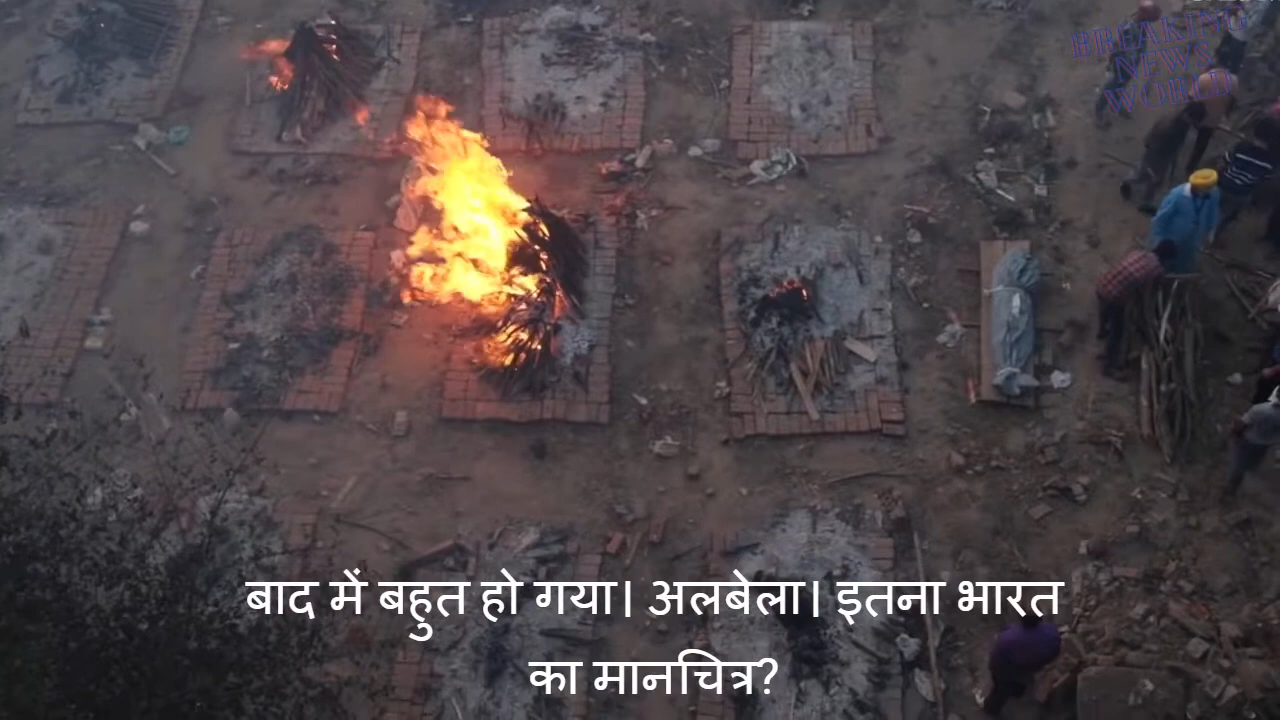 BREAKING
NEWS
WORLD
बाद में बहुत हो गया। अलबेला। इतना भारत
का मानचित्र?